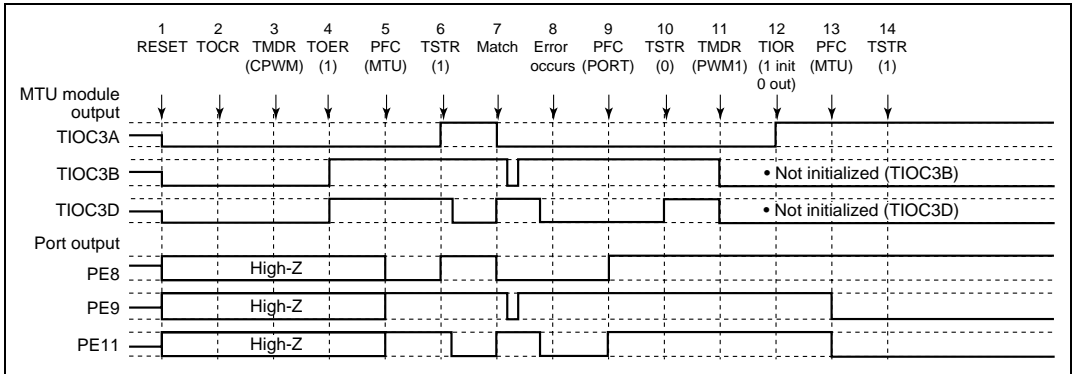 1 2 3 4 5 6 7 8 9 10 11 12 13 14
RESET TOCR TMDR TOER PFC TSTR Match Error PFC TSTR TMDR TIOR PFC TSTR
(CPWM) (1) (MTU) (1) occurs (PORT) (0) (PWM1) (1 init (MTU) (1)
0 out)
MTU module
output
TIOC3A
TIOC3B • Not initialized (TIOC3B)
TIOC3D • Not initialized (TIOC3D)
Port output
PE8 High-Z
PE9 High-Z
PE11 High-Z